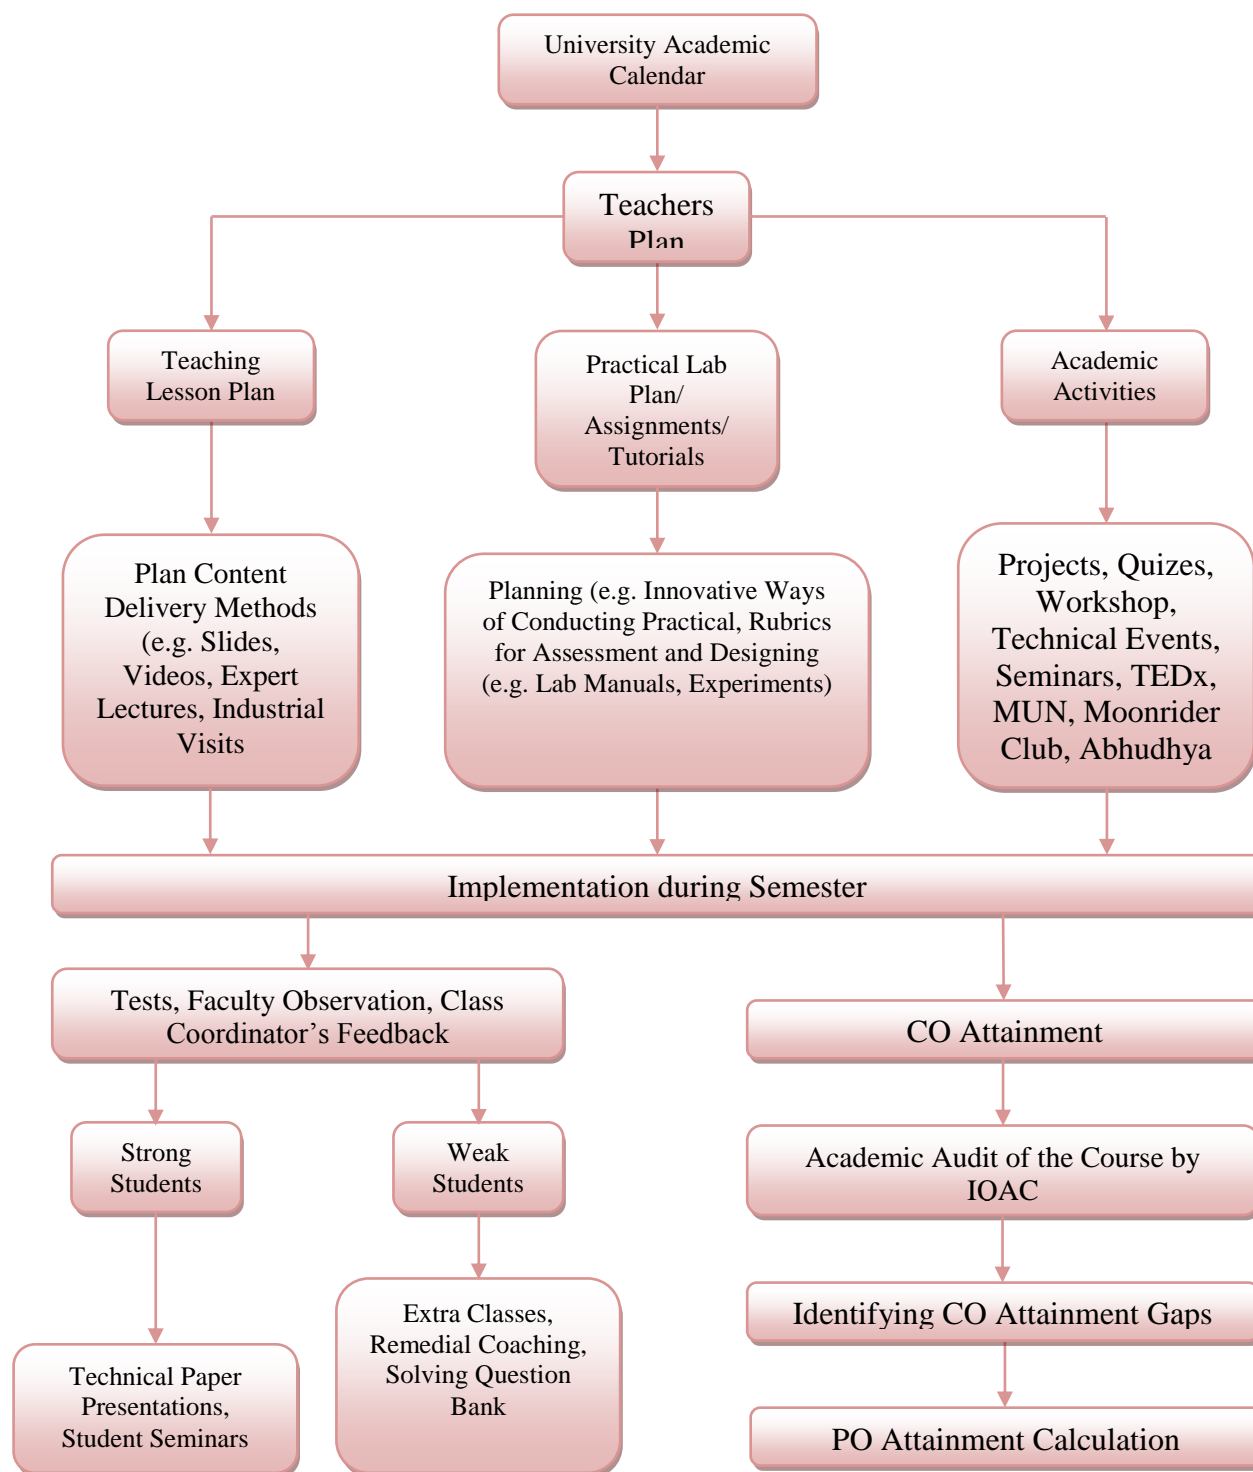 University Academic
Calendar
Teachers
Plan
Teaching
Lesson Plan
Practical Lab
Plan/
Assignments/
Tutorials
Academic
Activities
Plan Content
Delivery Methods
(e.g. Slides,
Videos, Expert
Lectures, Industrial
Visits
Planning (e.g. Innovative Ways
of Conducting Practical, Rubrics
for Assessment and Designing
(e.g. Lab Manuals, Experiments)
Projects, Quizes,
Workshop,
Technical Events,
Seminars, TEDx,
MUN, Moonrider
Club, Abhudhya
Implementation during Semester
Tests, Faculty Observation, Class
Coordinator’s Feedback
Strong
Students
Weak
Students
Technical Paper
Presentations,
Student Seminars
Extra Classes,
Remedial Coaching,
Solving Question
Bank
CO Attainment
Academic Audit of the Course by
IQAC
Identifying CO Attainment Gaps
PO Attainment Calculation